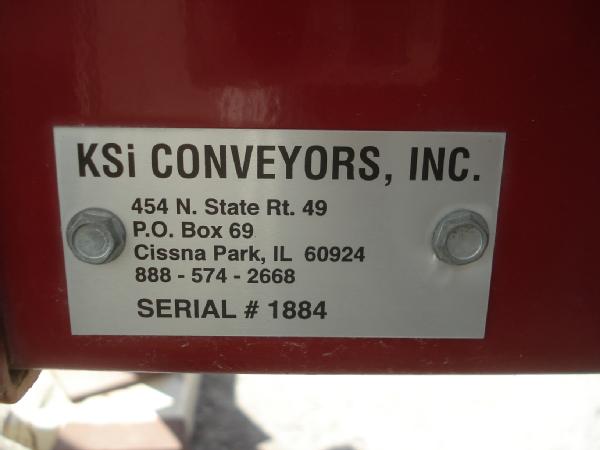 KSi CONVEYORS, INC.
454 N. State Rt. 49
P.O. Box 69
Cissna Park, IL 60924
888 - 574 - 2668
SERIAL # 1884